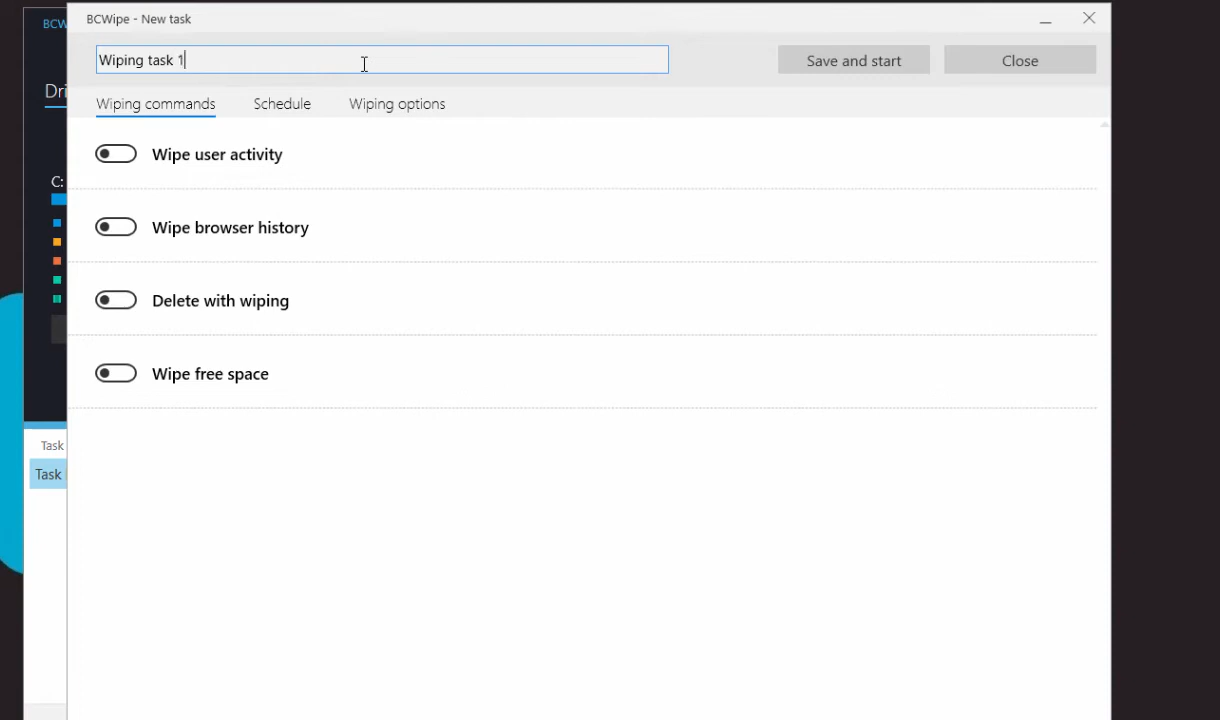 BCW
BCWipe - New task
Wiping task 1
Save and start
Close
Wiping commands
Schedule
Wiping options
Wipe user activity
C:
Wipe browser history
Delete with wiping
Wipe free space
Task
Task